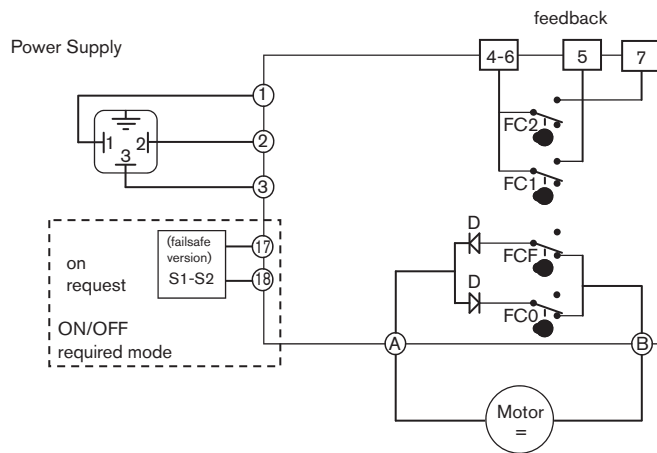 feedback
Power Supply
4-6
5
7
1
2
3
1
2
3
FC2
FC1
(failsafe
version)
S1-S2
17
18
on
request
ON/OFF
required mode
D
FCF
D
FC0
A
B
Motor
=